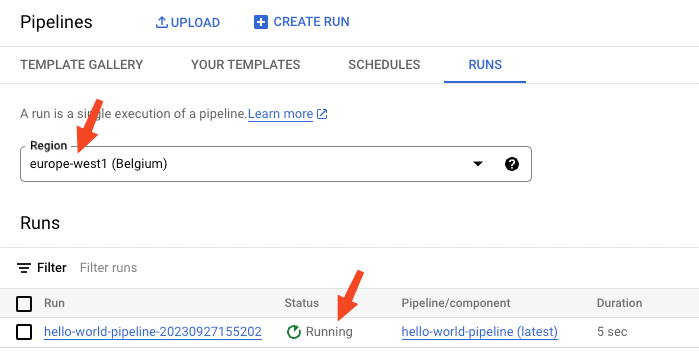 Pipelines UPLOAD CREATE RUN
TEMPLATE GALLERY YOUR TEMPLATES SCHEDULES RUNS
A run is a single execution of a pipeline.Learn more
Region
europe-west1 (Belgium) ?
Runs
Filter Filter runs
Run Status Pipeline/component Duration
hello-world-pipeline-20230927155202 Running hello-world-pipeline (latest) 5 sec